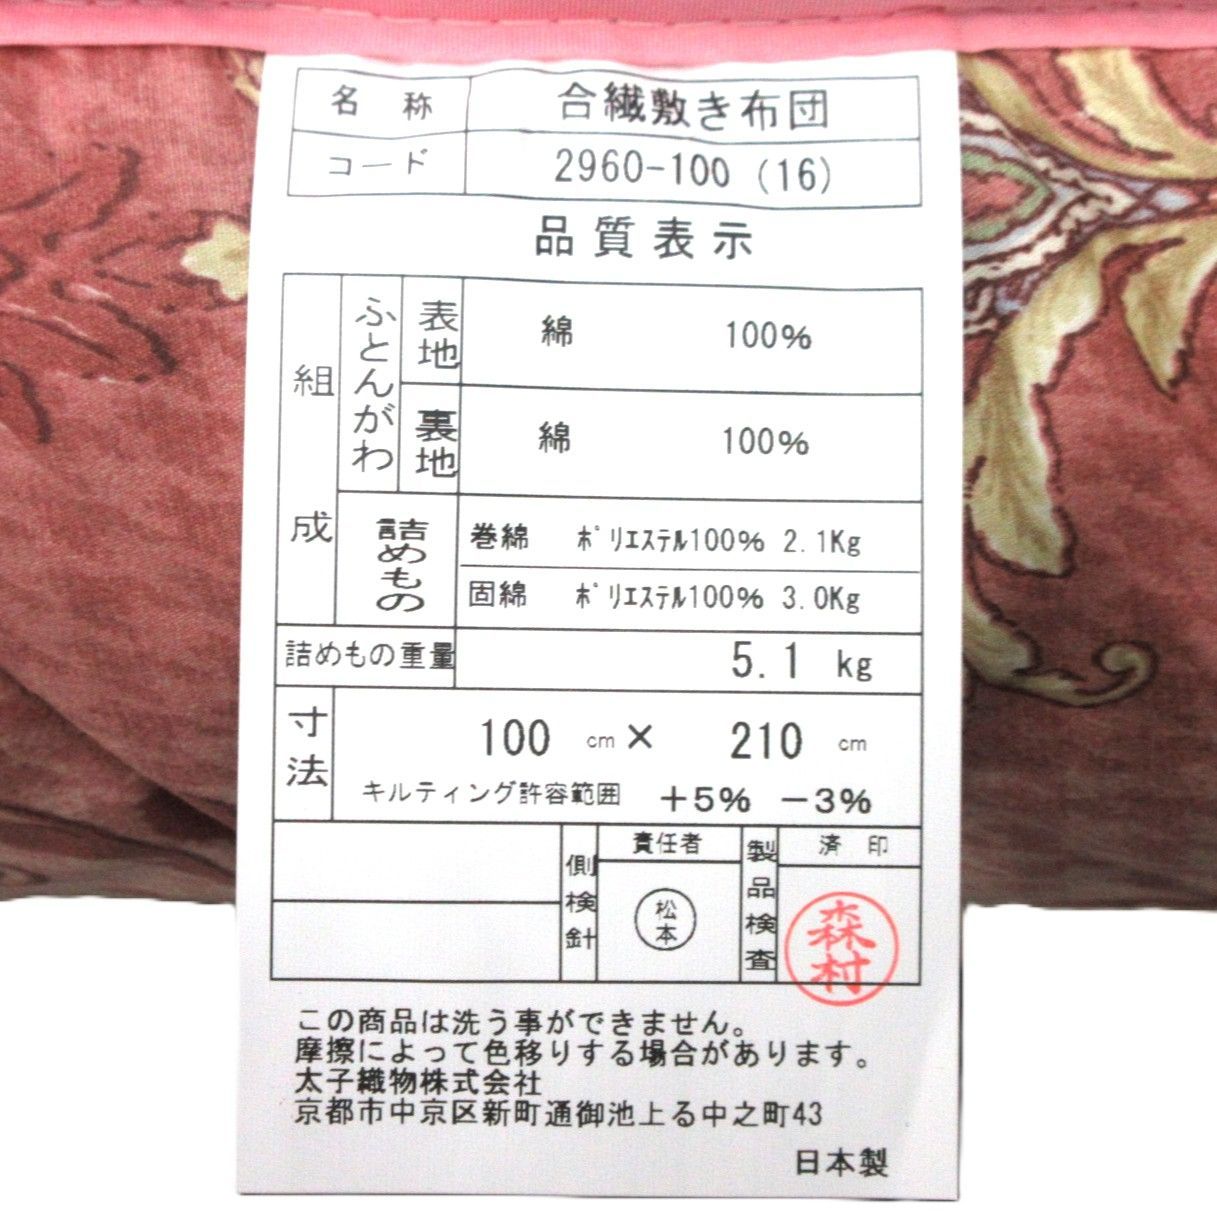 名 称 合繊敷き布団
コード 2960-100 (16)
品質表示
組成
ふとんがわ
表地 綿 100%
裏地 綿 100%
詰めもの
巻綿 ﾎﾟﾘｴｽﾃﾙ100% 2.1Kg
固綿 ﾎﾟﾘｴｽﾃﾙ100% 3.0Kg
詰めもの重量 5.1 kg
寸法 100 cm × 210 cm
キルティング許容範囲 +5% -3%
側検針
責任者
松本
製品検査
済 印
森村
この商品は洗う事ができません。
摩擦によって色移りする場合があります。
太子織物株式会社
京都市中京区新町通御池上る中之町43
日本製